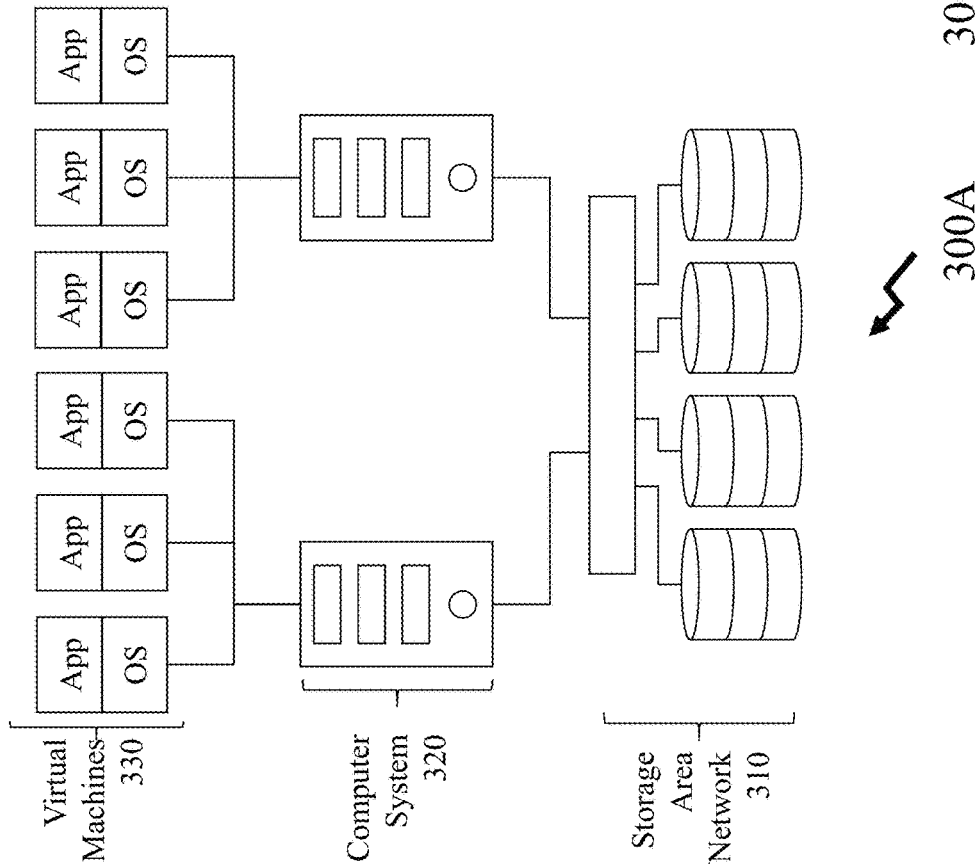 Virtual
Machines
330
App
App
App
App
App
App
OS
OS
OS
OS
OS
OS
Computer
System
320
Storage
Area
Network
310
300A
30